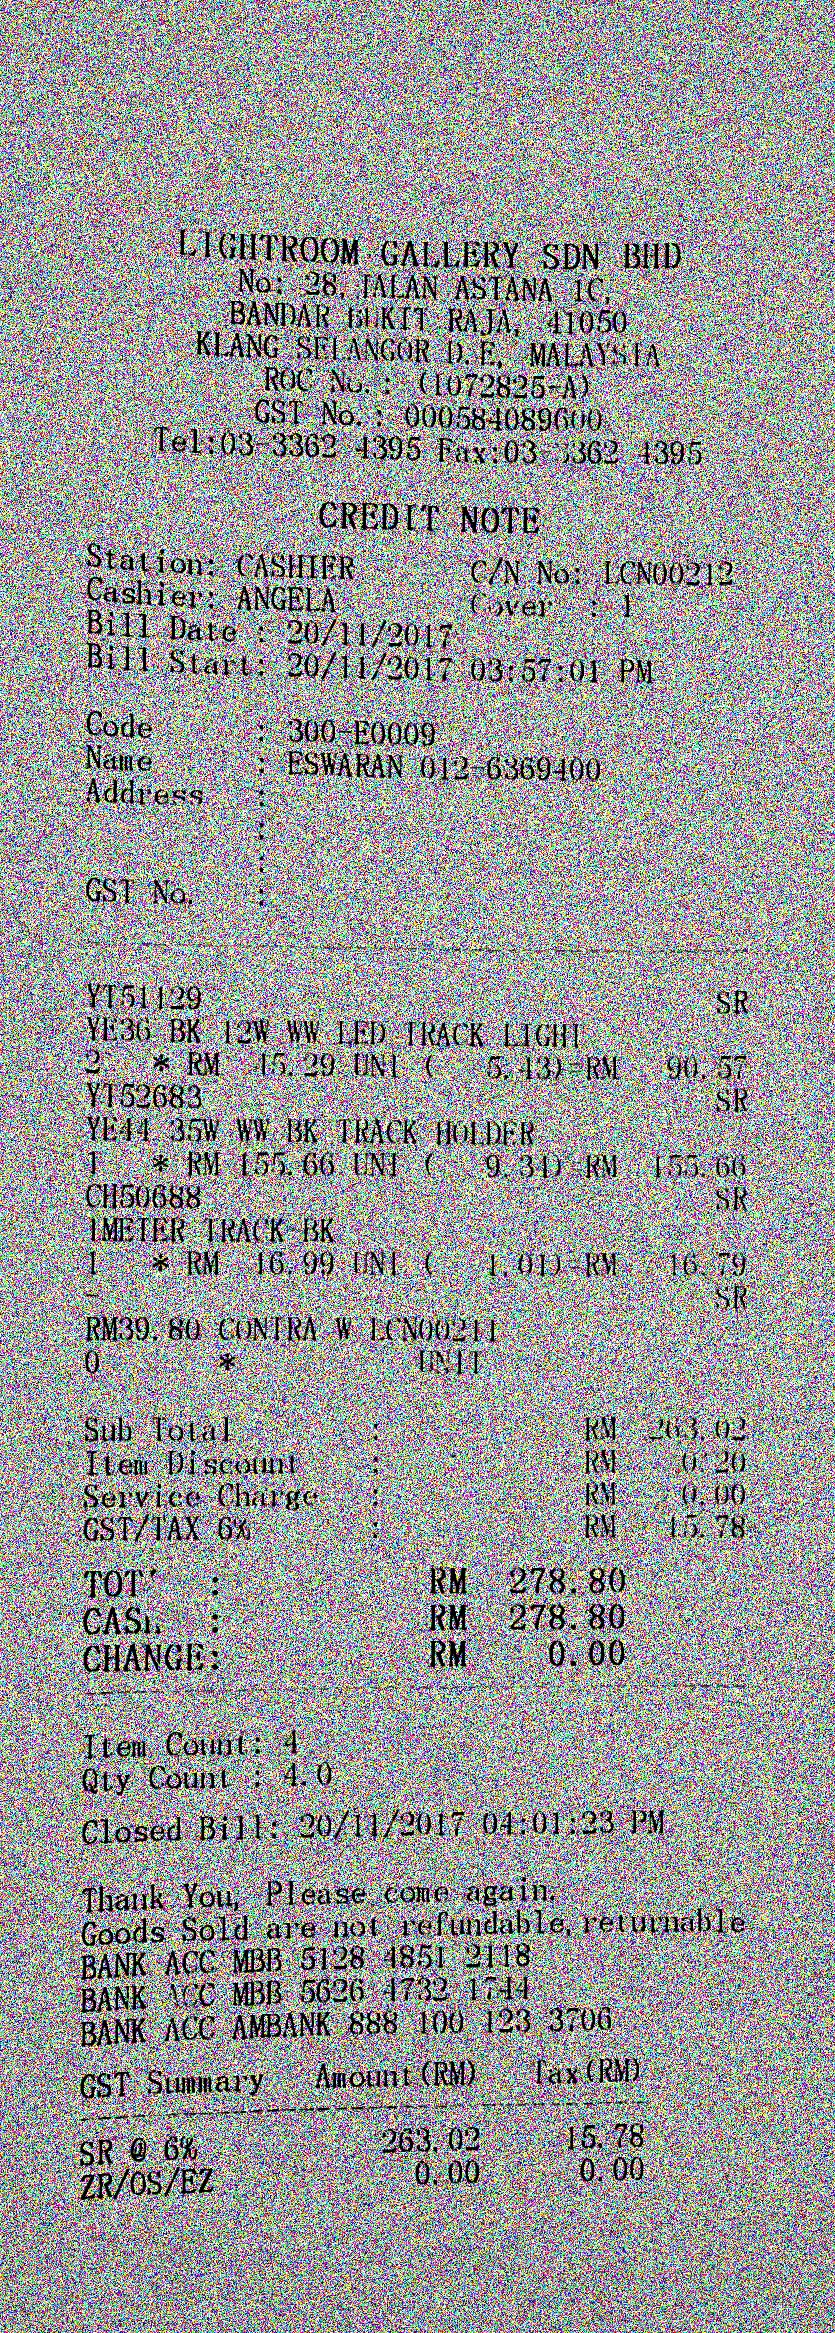 LIGHTROOM GALLERY SDN BHD
No: 28, JALAN ASTANA 1C,
BANDAR BUKIT RAJA, 41050
KLANG SELANGOR D.E, MALAYSIA
ROC No.: (1072825-A)
GST No.: 000584089600
Tel:03-3362 4395 Fax:03-3362 4395
CREDIT NOTE
Station: CASHIER C/N No: LCN00212
Cashier: ANGELA Cover : 1
Bill Date : 20/11/2017
Bill Start: 20/11/2017 03:57:01 PM
Code : 300-E0009
Name : ESWARAN 012-6369400
Address :
:
:
GST No. :
YT51129 SR
YE36 BK 12W WW LED TRACK LIGHT
2 * RM 45.29 UNI ( 5.43)=RM 90.57
YT52683 SR
YE44 35W WW BK TRACK HOLDER
1 * RM 155.66 UNI ( 9.34)=RM 155.66
CH50688 SR
1METER TRACK BK
1 * RM 16.99 UNI ( 1.01)=RM 16.79
- SR
RM39.80 CONTRA W LCN00211
0 * UNIT
Sub Total : RM 263.02
Item Discount : RM 0.20
Service Charge : RM 0.00
GST/TAX 6% : RM 15.78
: RM 278.80
: RM 278.80
CHANGE: RM 0.00
Item Count: 4
Qty Count : 4.0
Closed Bill: 20/11/2017 04:01:23 PM
Thank You, Please come again.
Goods Sold are not refundable,returnable
BANK ACC MBB 5128 4851 2118
BANK ACC MBB 5626 4732 1744
BANK ACC AMBANK 888 100 123 3706
GST Summary Amount(RM) Tax(RM)
SR @ 6% 263.02 15.78
ZR/OS/EZ 0.00 0.00